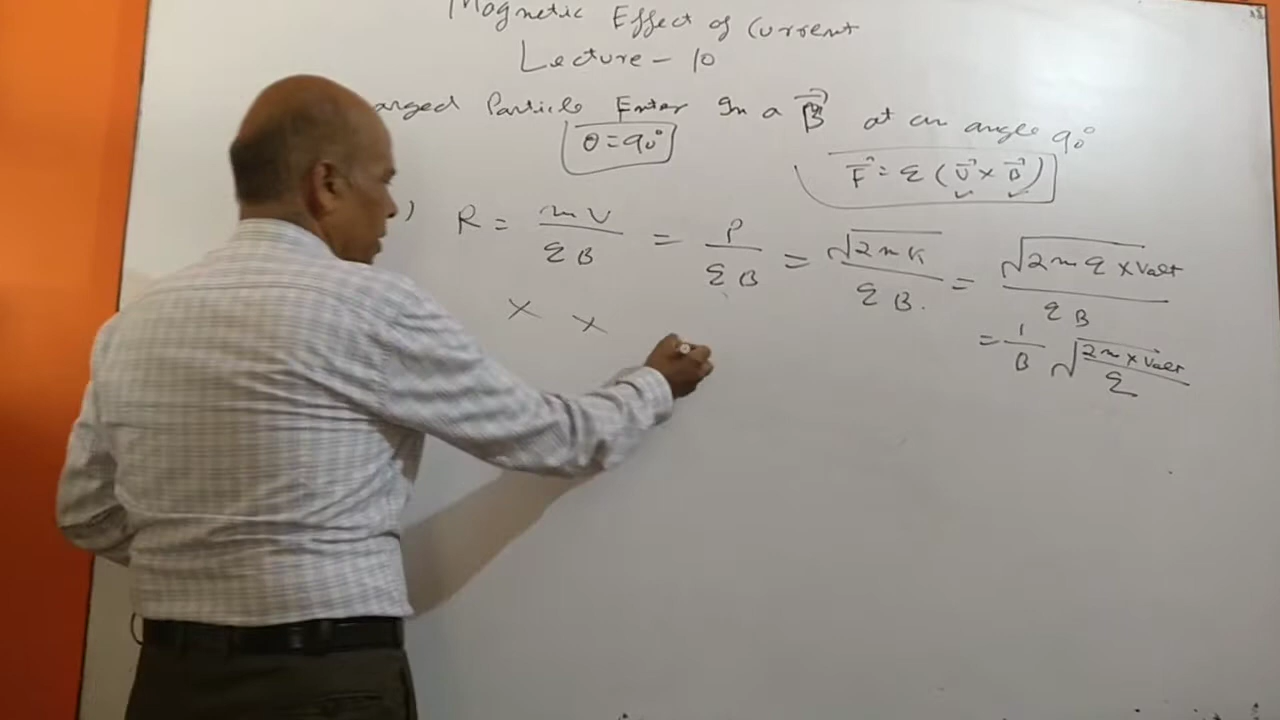 Magnetic Effect of Current
Lecture - 10
arged Particle Enter In a B⃗ at an angle 90°
θ = 90°
F⃗ = q (v⃗ × B⃗)
) R = mv / qB = P / qB = √2mK / qB. = √2mq × Volt / qB
= 1/B √(2m × Volt / q)
× ×